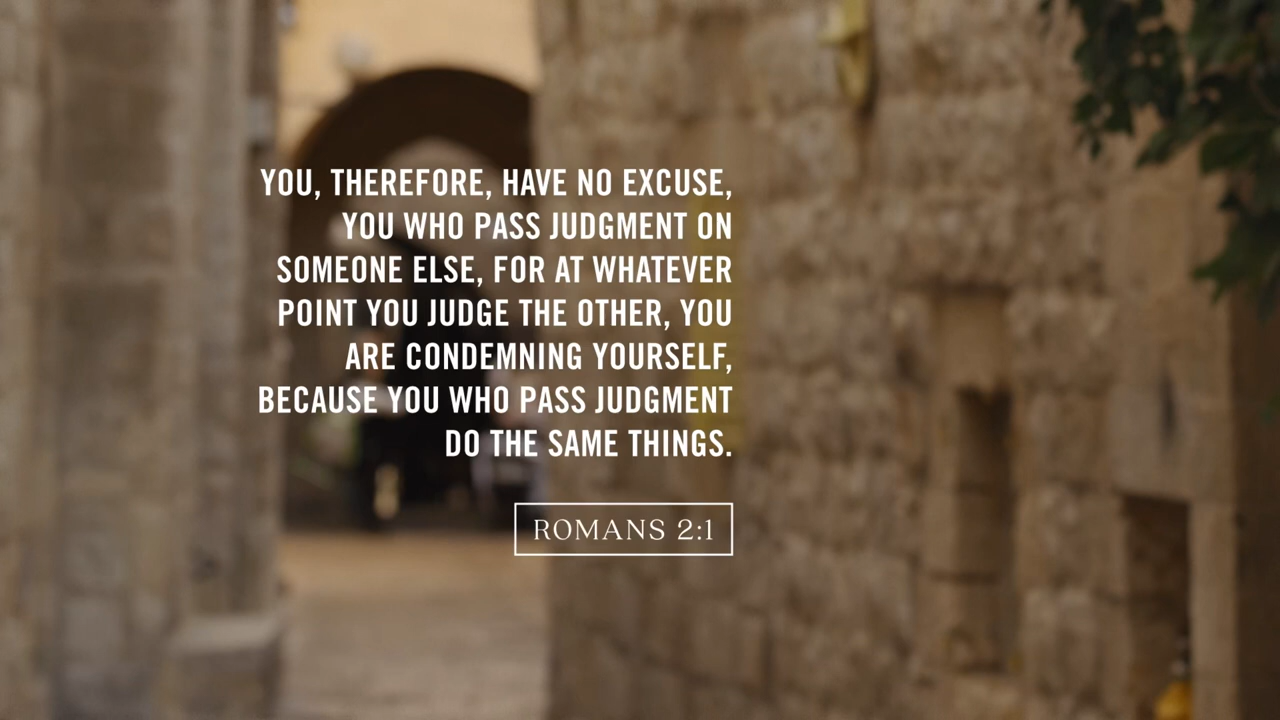 YOU, THEREFORE, HAVE NO EXCUSE,
YOU WHO PASS JUDGMENT ON
SOMEONE ELSE, FOR AT WHATEVER
POINT YOU JUDGE THE OTHER, YOU
ARE CONDEMNING YOURSELF,
BECAUSE YOU WHO PASS JUDGMENT
DO THE SAME THINGS.
ROMANS 2:1